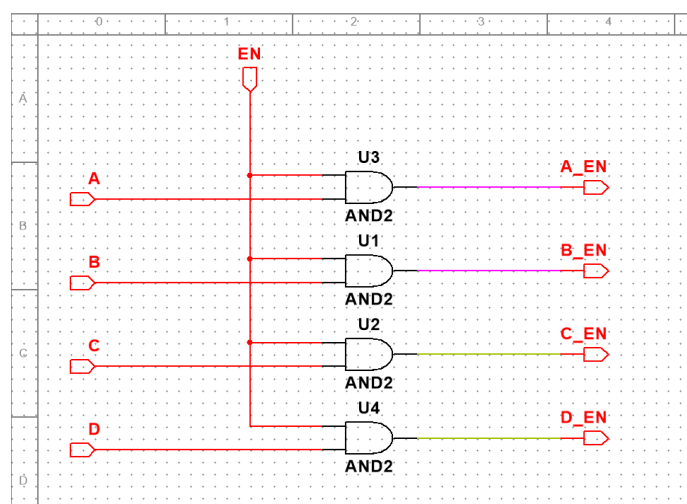 0 1 2 3 4
EN
A
U3
A
A_EN
AND2
B
U1
B
B_EN
AND2
U2
C
C
C_EN
AND2
U4
D
D_EN
AND2
D